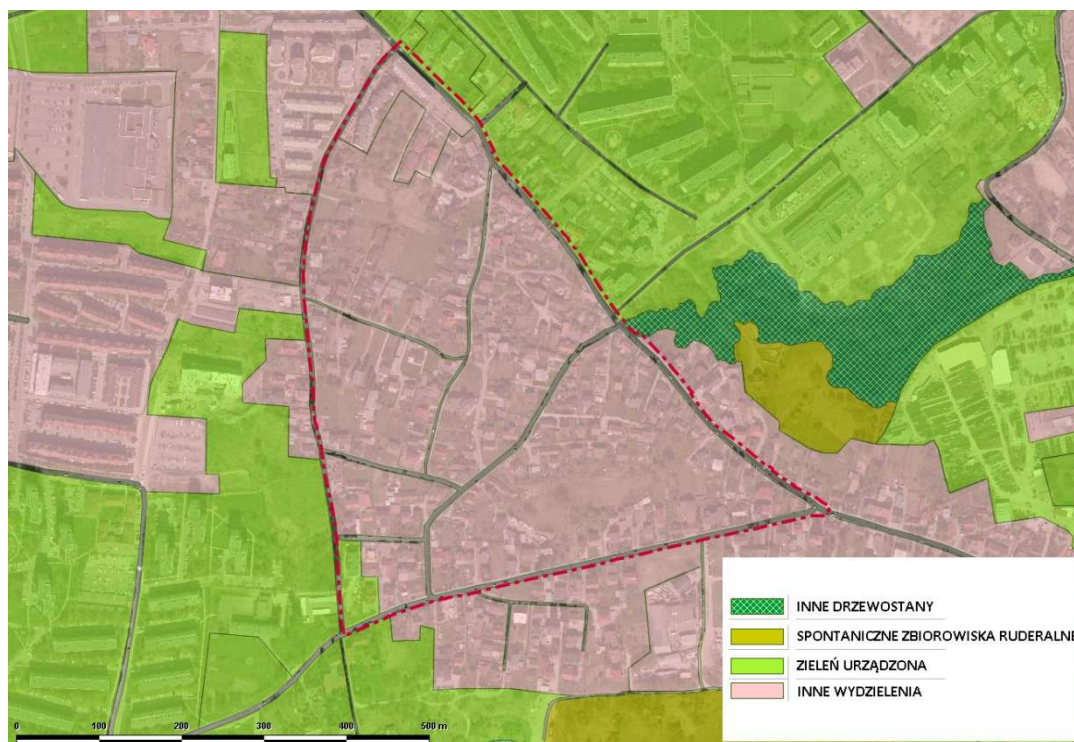 INNE DRZEWOSTANY
SPONTANICZNE ZBIOROWISKA RUDERALNE
ZIELEŃ URZĄDZONA
INNE WYDZIELENIA
0 100 200 300 400 500 m